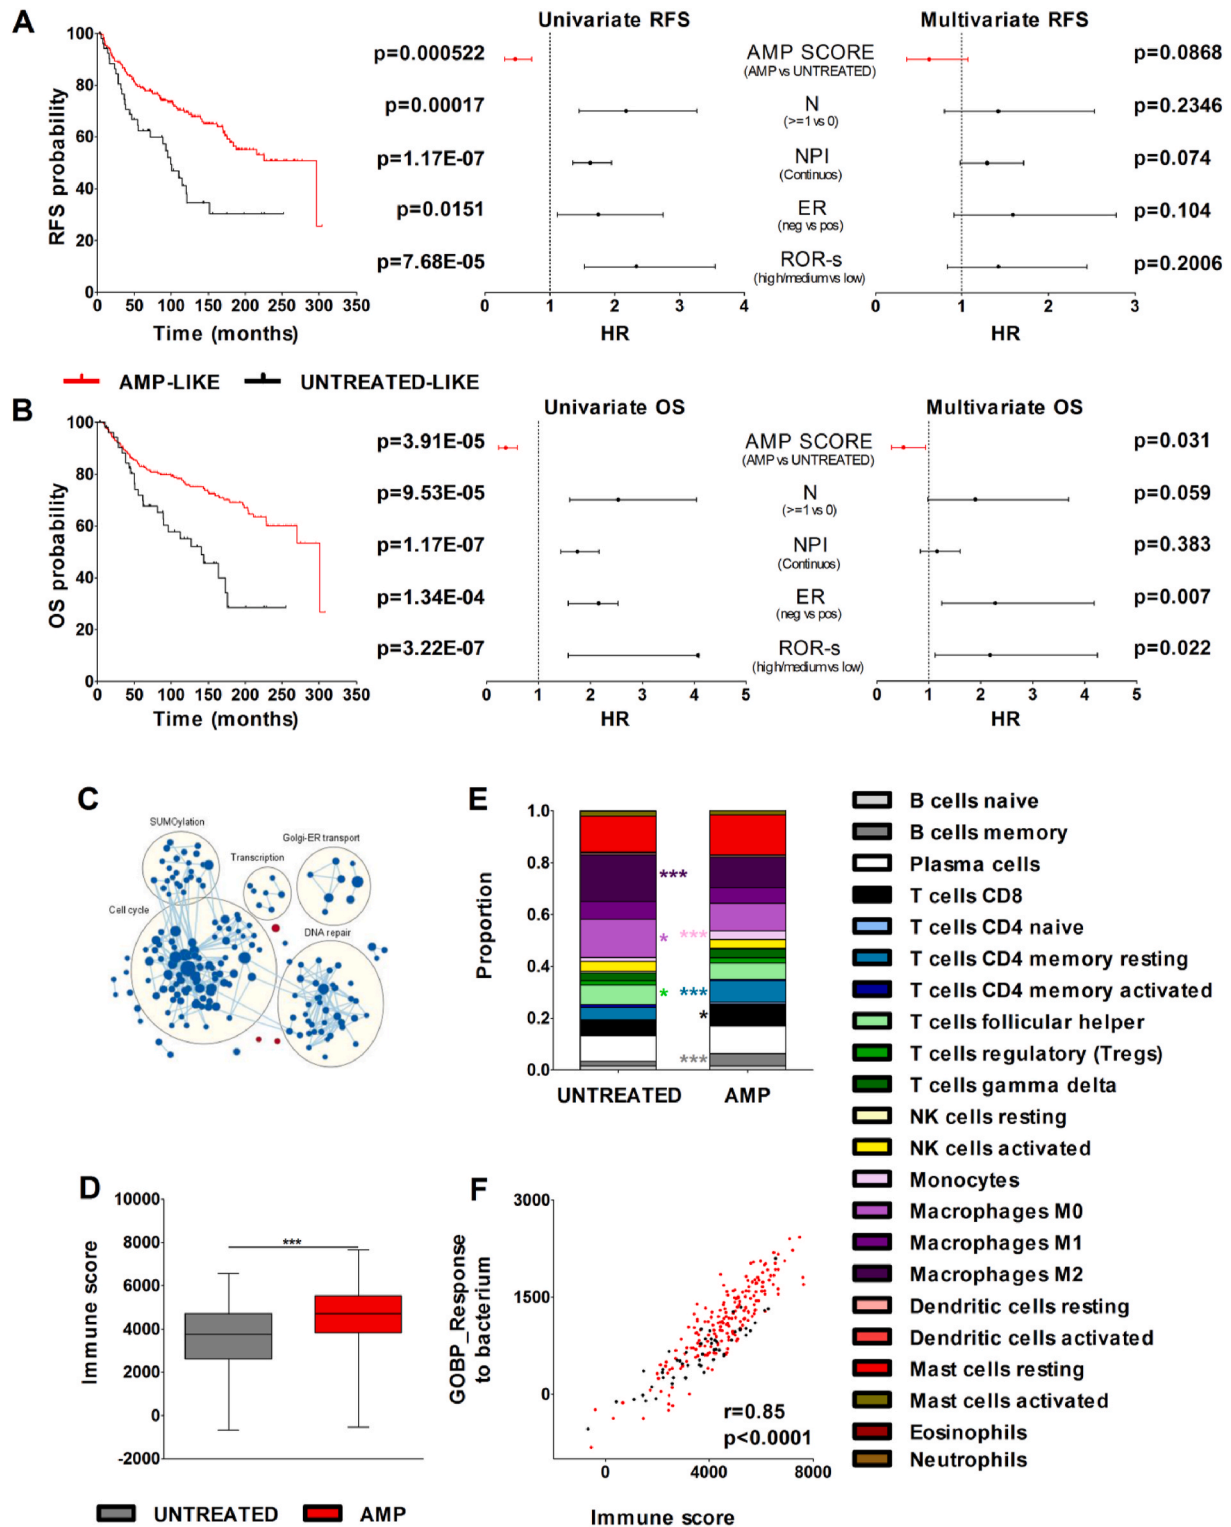 A
Univariate RFS
Multivariate RFS
RFS probability
100
80
60
40
20
0
0 50 100 150 200 250 300 350
Time (months)
p=0.000522
p=0.00017
p=1.17E-07
p=0.0151
p=7.68E-05
0 1 2 3 4
HR
AMP SCORE
(AMP vs UNTREATED)
N
(>=1 vs 0)
NPI
(Continuos)
ER
(neg vs pos)
ROR-s
(high/medium vs low)
0 1 2 3
HR
p=0.0868
p=0.2346
p=0.074
p=0.104
p=0.2006
AMP-LIKE UNTREATED-LIKE
B
Univariate OS
Multivariate OS
OS probability
100
80
60
40
20
0
0 50 100 150 200 250 300 350
Time (months)
p=3.91E-05
p=9.53E-05
p=1.17E-07
p=1.34E-04
p=3.22E-07
0 1 2 3 4 5
HR
AMP SCORE
(AMP vs UNTREATED)
N
(>=1 vs 0)
NPI
(Continuos)
ER
(neg vs pos)
ROR-s
(high/medium vs low)
0 1 2 3 4 5
HR
p=0.031
p=0.059
p=0.383
p=0.007
p=0.022
C
SUMOylation
Golgi-ER transport
Transcription
Cell cycle
DNA repair
E
Proportion
1.0
0.8
0.6
0.4
0.2
0.0
***
* ***
* ***
*
***
UNTREATED AMP
B cells naive
B cells memory
Plasma cells
T cells CD8
T cells CD4 naive
T cells CD4 memory resting
T cells CD4 memory activated
T cells follicular helper
T cells regulatory (Tregs)
T cells gamma delta
NK cells resting
NK cells activated
Monocytes
Macrophages M0
Macrophages M1
Macrophages M2
Dendritic cells resting
Dendritic cells activated
Mast cells resting
Mast cells activated
Eosinophils
Neutrophils
D
Immune score
10000
8000
6000
4000
2000
0
-2000
***
UNTREATED AMP
F
GOBP_Response
to bacterium
3000
1500
0
r=0.85
p<0.0001
0 4000 8000
Immune score